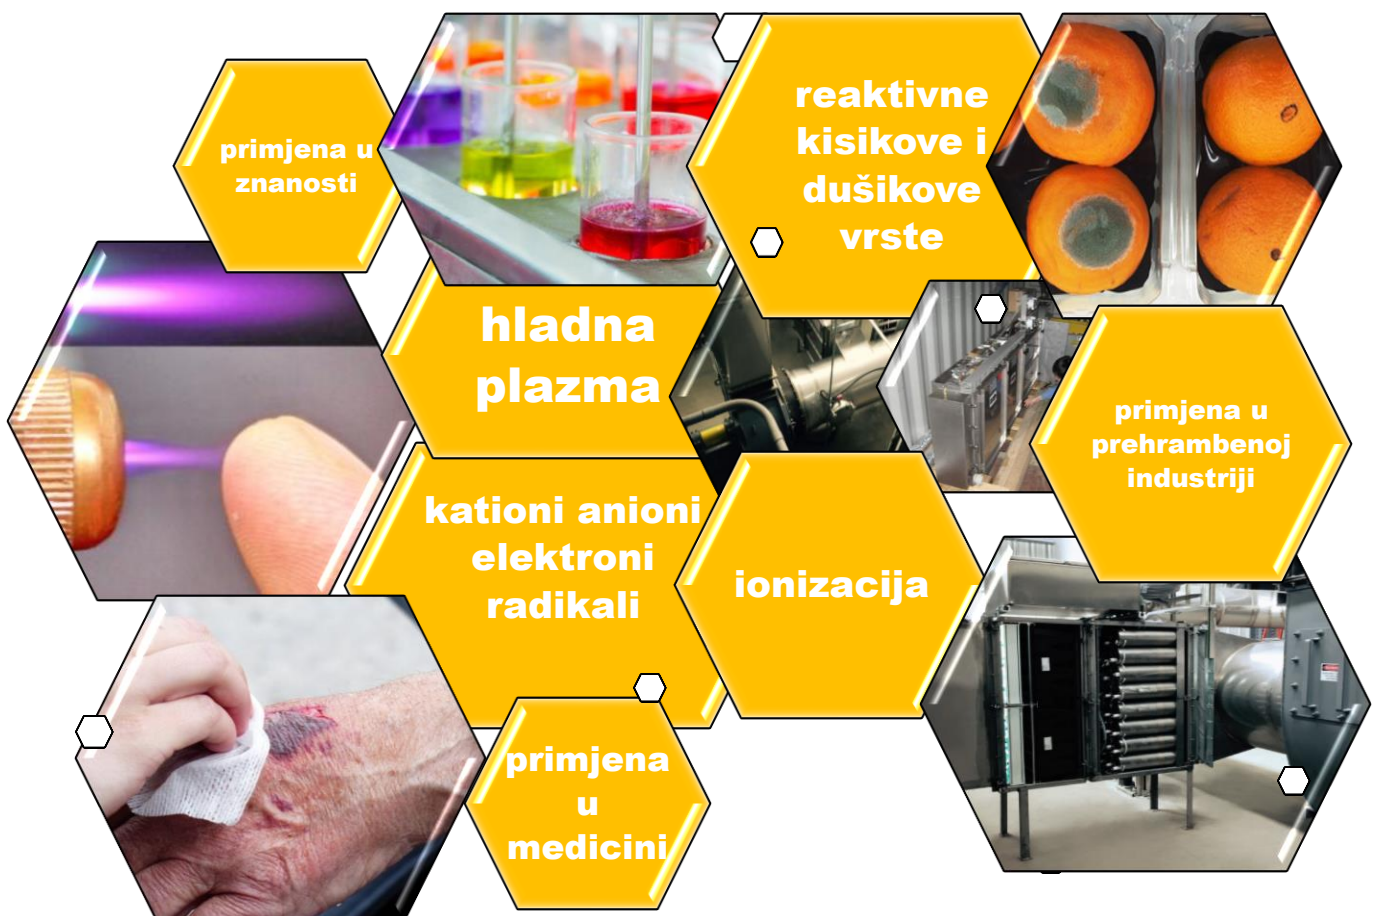 primjena u
znanosti
reaktivne
kisikove i
dušikove
vrste
hladna
plazma
primjena u
prehrambenoj
industriji
kationi anioni
elektroni
radikali
ionizacija
primjena
u
medicini